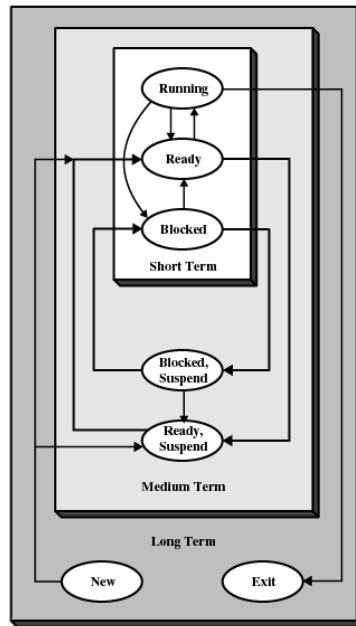 Running
Ready
Blocked
Short Term
Blocked,
Suspend
Ready,
Suspend
Medium Term
Long Term
New
Exit